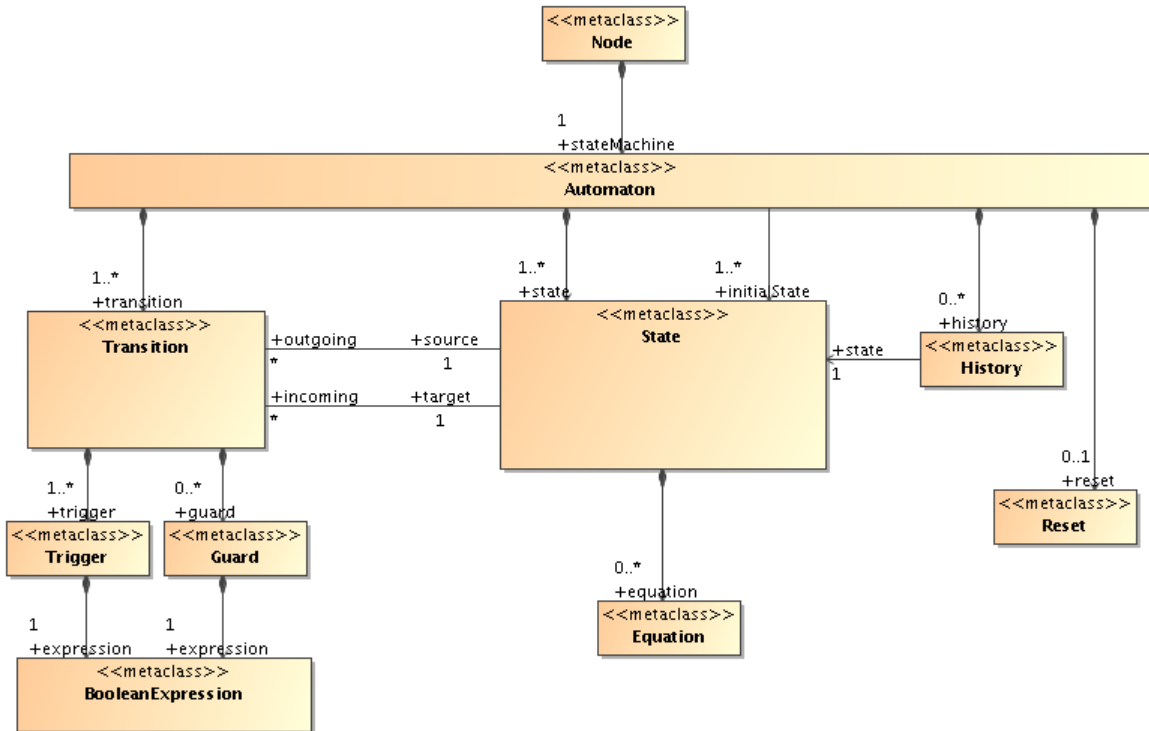 <<metaclass>>
Node
1
+stateMachine
<<metaclass>>
Automaton
1..*
+transition
1..*
+state
1..*
+initialState
0..*
+history
<<metaclass>>
Transition
+outgoing
*
+source
1
+incoming
*
+target
1
<<metaclass>>
State
+state
1
<<metaclass>>
History
1..*
+trigger
0..*
+guard
0..1
+reset
<<metaclass>>
Trigger
<<metaclass>>
Guard
<<metaclass>>
Reset
0..*
+equation
<<metaclass>>
Equation
1
+expression
1
+expression
<<metaclass>>
BooleanExpression